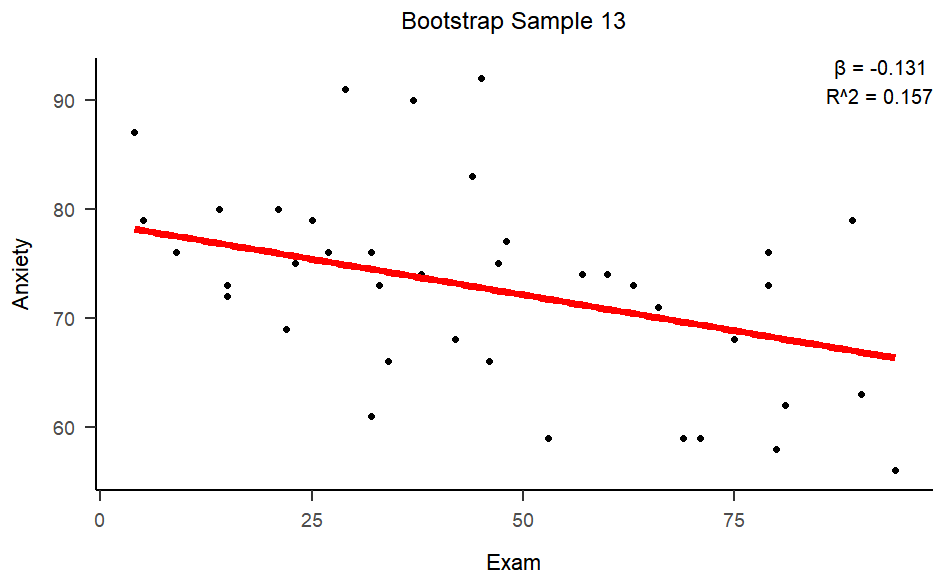 Bootstrap Sample 13
β = -0.131
R^2 = 0.157
90
80
70
60
Anxiety
0 25 50 75
Exam